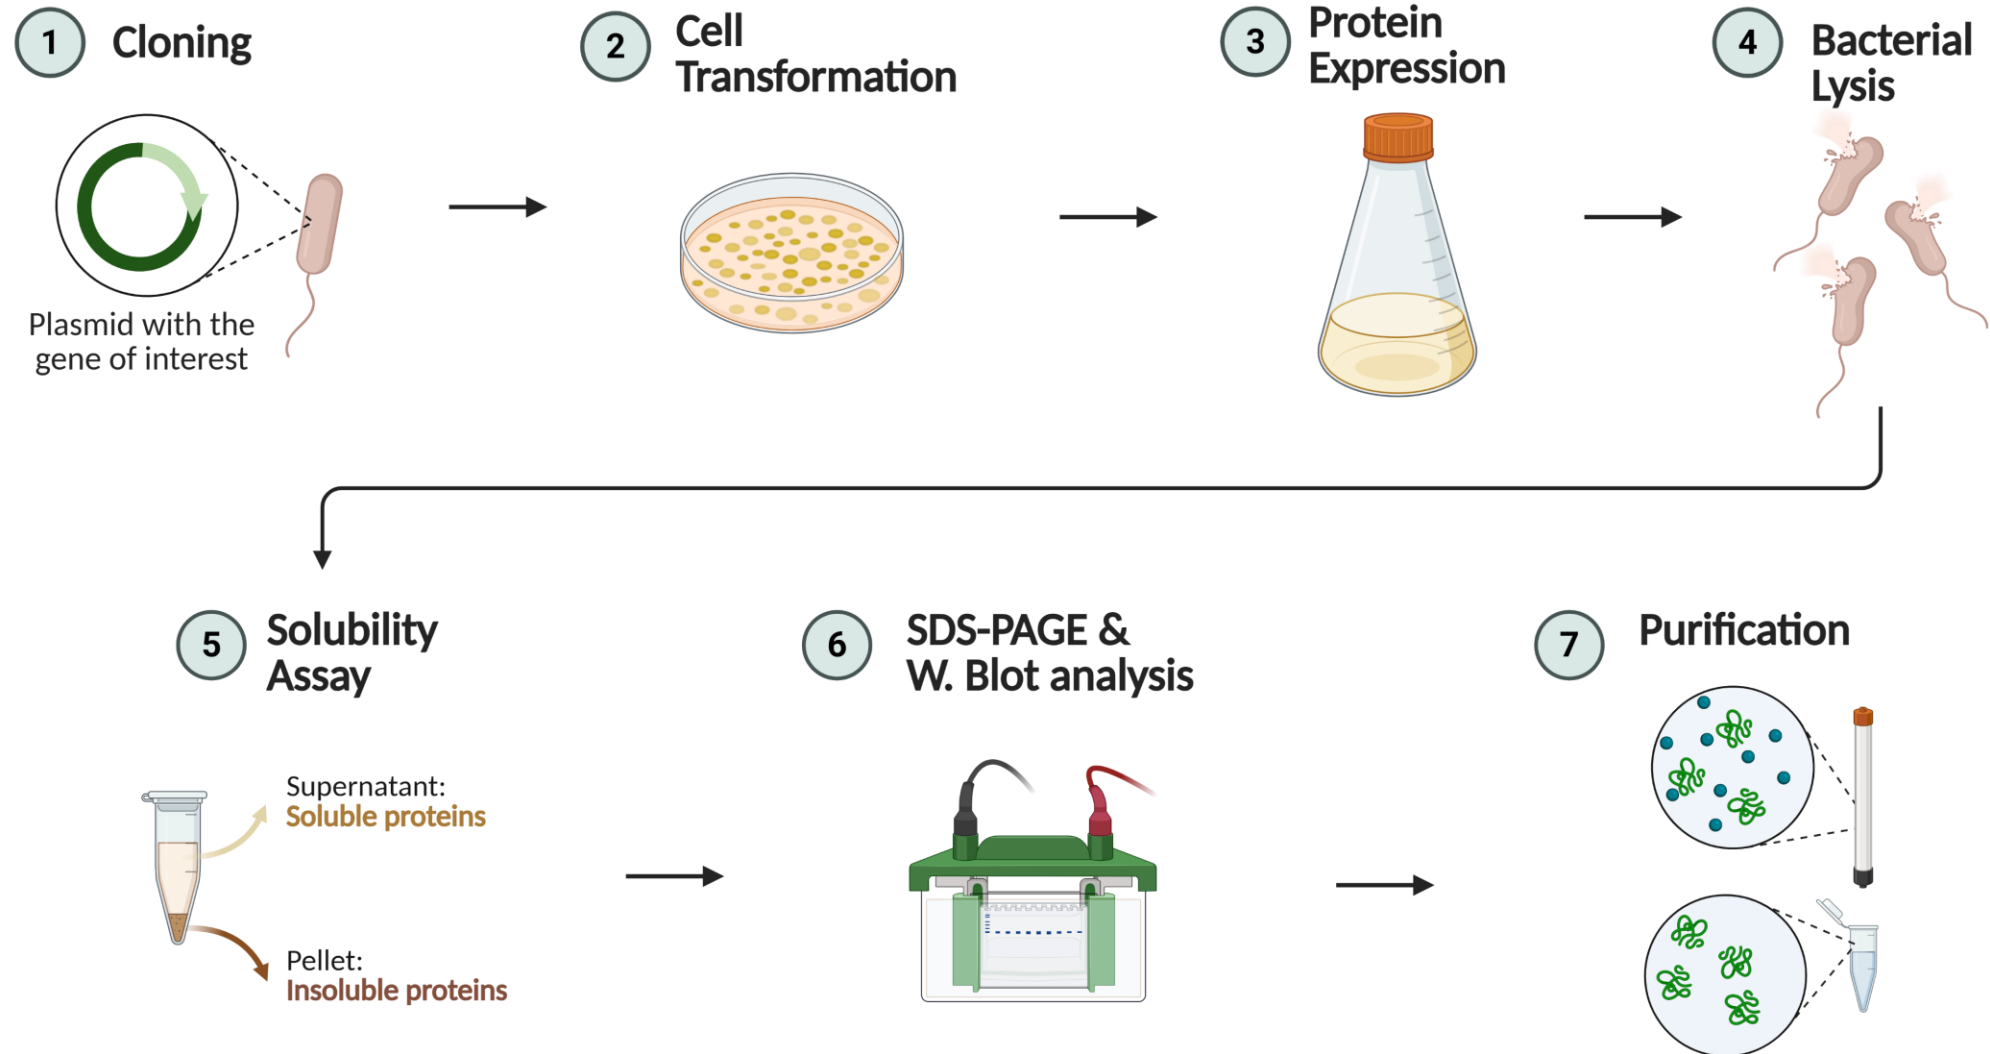 1 Cloning
Plasmid with the
gene of interest
2 Cell
Transformation
3 Protein
Expression
4 Bacterial
Lysis
5 Solubility
Assay
Supernatant:
Soluble proteins
Pellet:
Insoluble proteins
6 SDS-PAGE &
W. Blot analysis
7 Purification